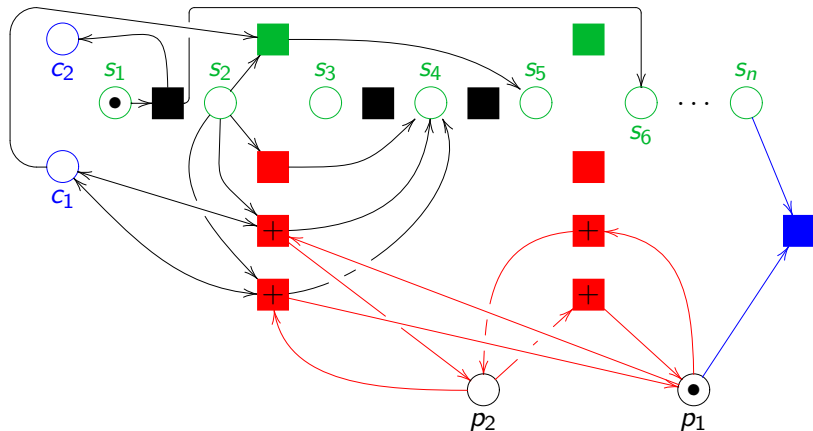 c₂
s₁ s₂ s₃ s₄ s₅ sₙ
s₆ ···
c₁
+ +
+ +
p₂ p₁